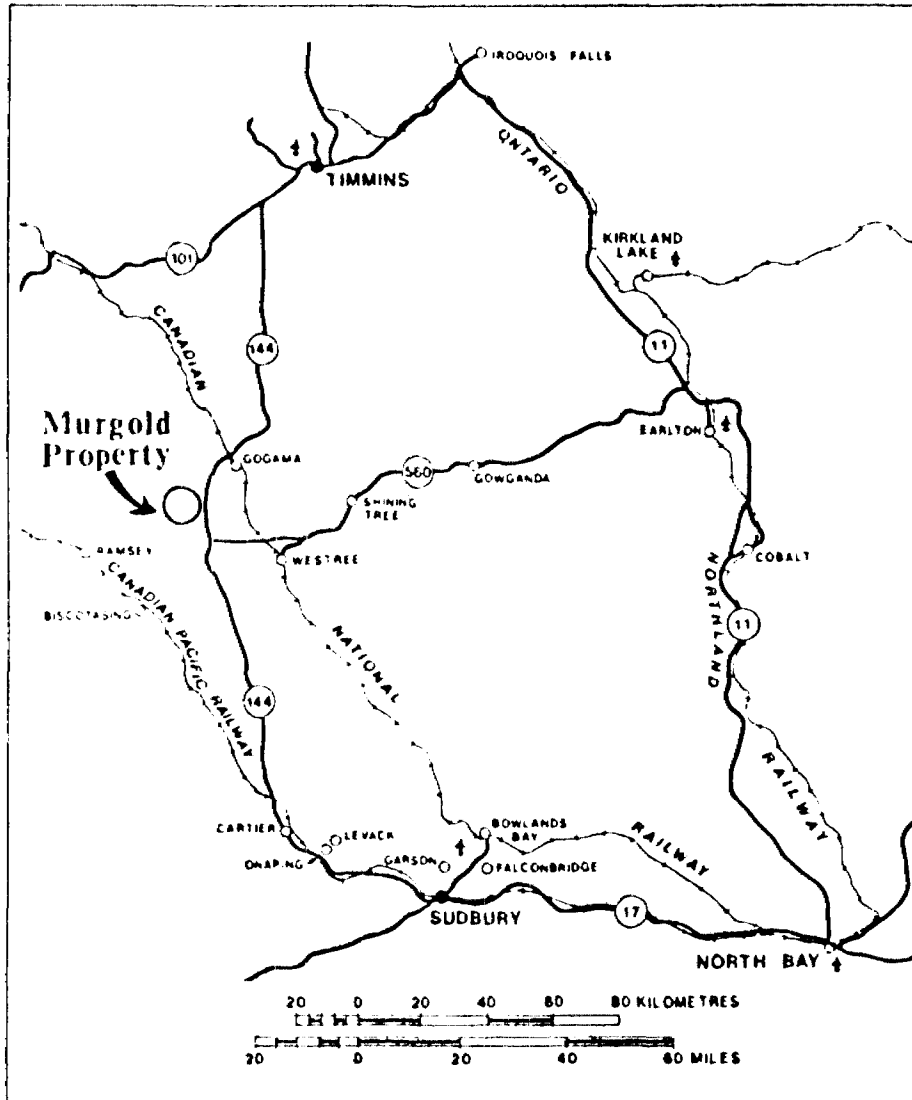 IROQUOIS FALLS
ONTARIO
TIMMINS
KIRKLAND
LAKE
101
CANADIAN
144
11
Murgold
Property
EARLTON
GOGAMA
560
GOWGANDA
SHINING
TREE
RAMSEY
WESTREE
COBALT
CANADIAN PACIFIC RAILWAY
BISCOTASING
NORTHLAND
11
NATIONAL
144
RAILWAY
CARTIER
LEVACK
BOWLANDS
BAY
ONAPING
GARSON
FALCONBRIDGE
RAILWAY
SUDBURY
17
NORTH BAY
20 0 20 40 60 80 KILOMETRES
20 0 20 40 60 MILES